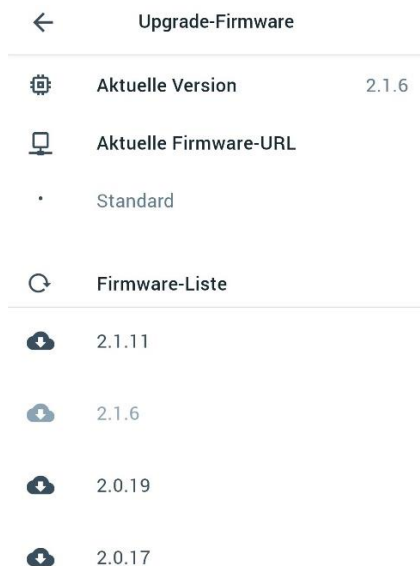 Upgrade-Firmware
Aktuelle Version 2.1.6
Aktuelle Firmware-URL
Standard
Firmware-Liste
2.1.11
2.1.6
2.0.19
2.0.17